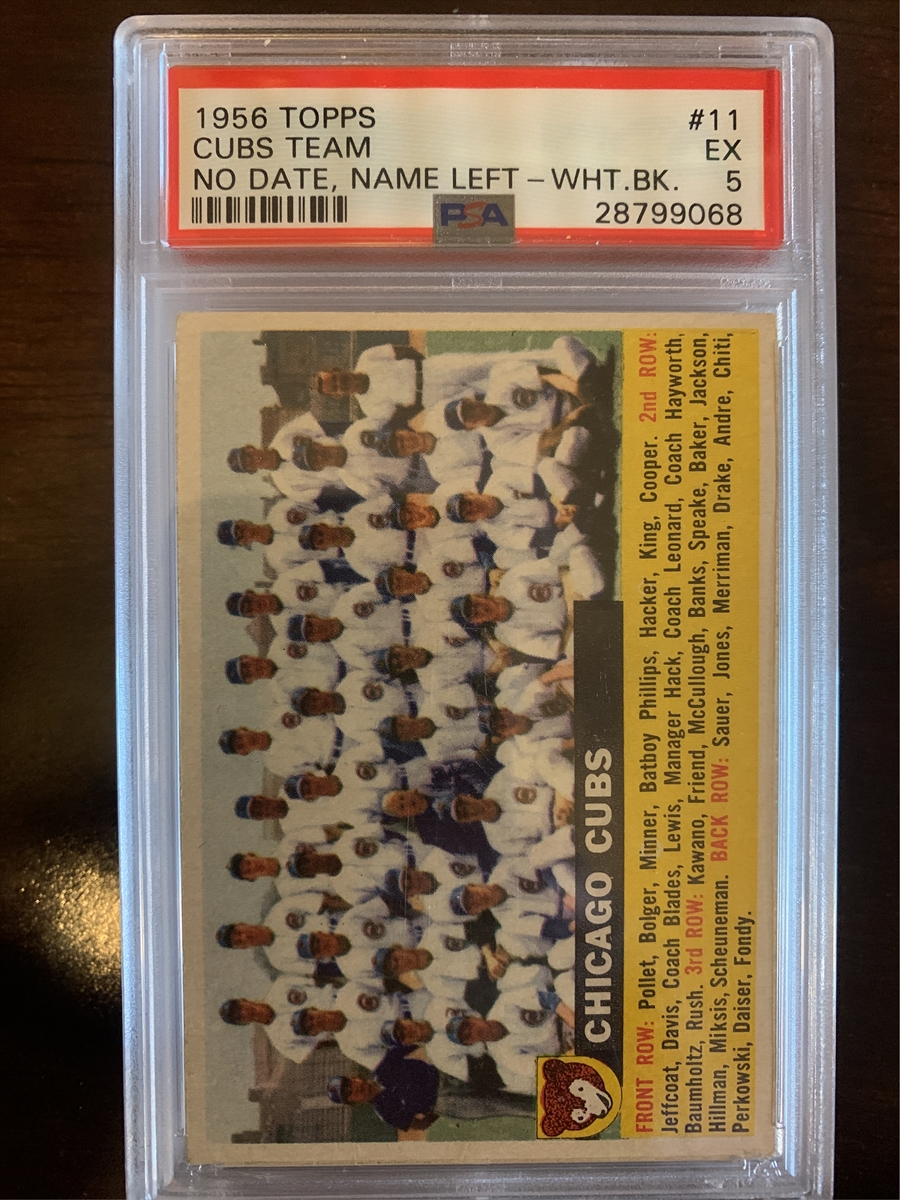 1956 TOPPS #11
CUBS TEAM EX
NO DATE, NAME LEFT – WHT.BK. 5
PSA 28799068
CHICAGO CUBS
FRONT ROW: Pollet, Bolger, Minner, Batboy Phillips, Hacker, King, Cooper. 2nd ROW:
Jeffcoat, Davis, Coach Blades, Lewis, Manager Hack, Coach Leonard, Coach Hayworth,
Baumholtz, Rush. 3rd ROW: Kawano, Friend, McCullough, Banks, Speake, Baker, Jackson,
Hillman, Miksis, Scheuneman. BACK ROW: Sauer, Jones, Merriman, Drake, Andre, Chiti,
Perkowski, Daiser, Fondy.